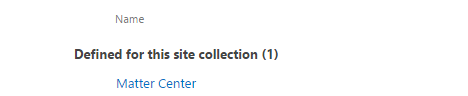 Name
Defined for this site collection (1)
Matter Center